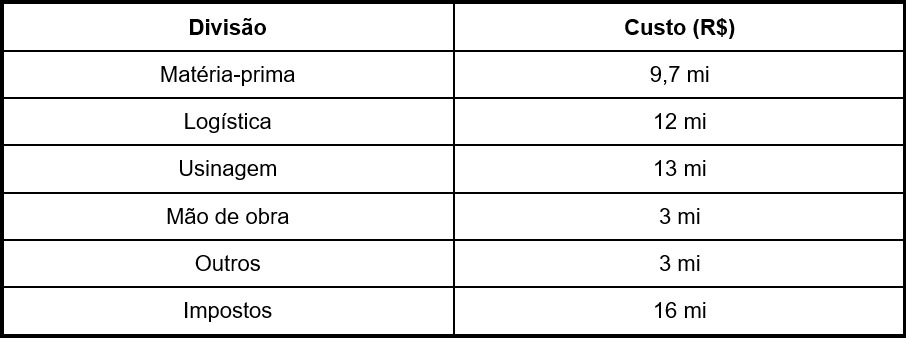 Divisão Custo (R$)
Matéria-prima 9,7 mi
Logística 12 mi
Usinagem 13 mi
Mão de obra 3 mi
Outros 3 mi
Impostos 16 mi